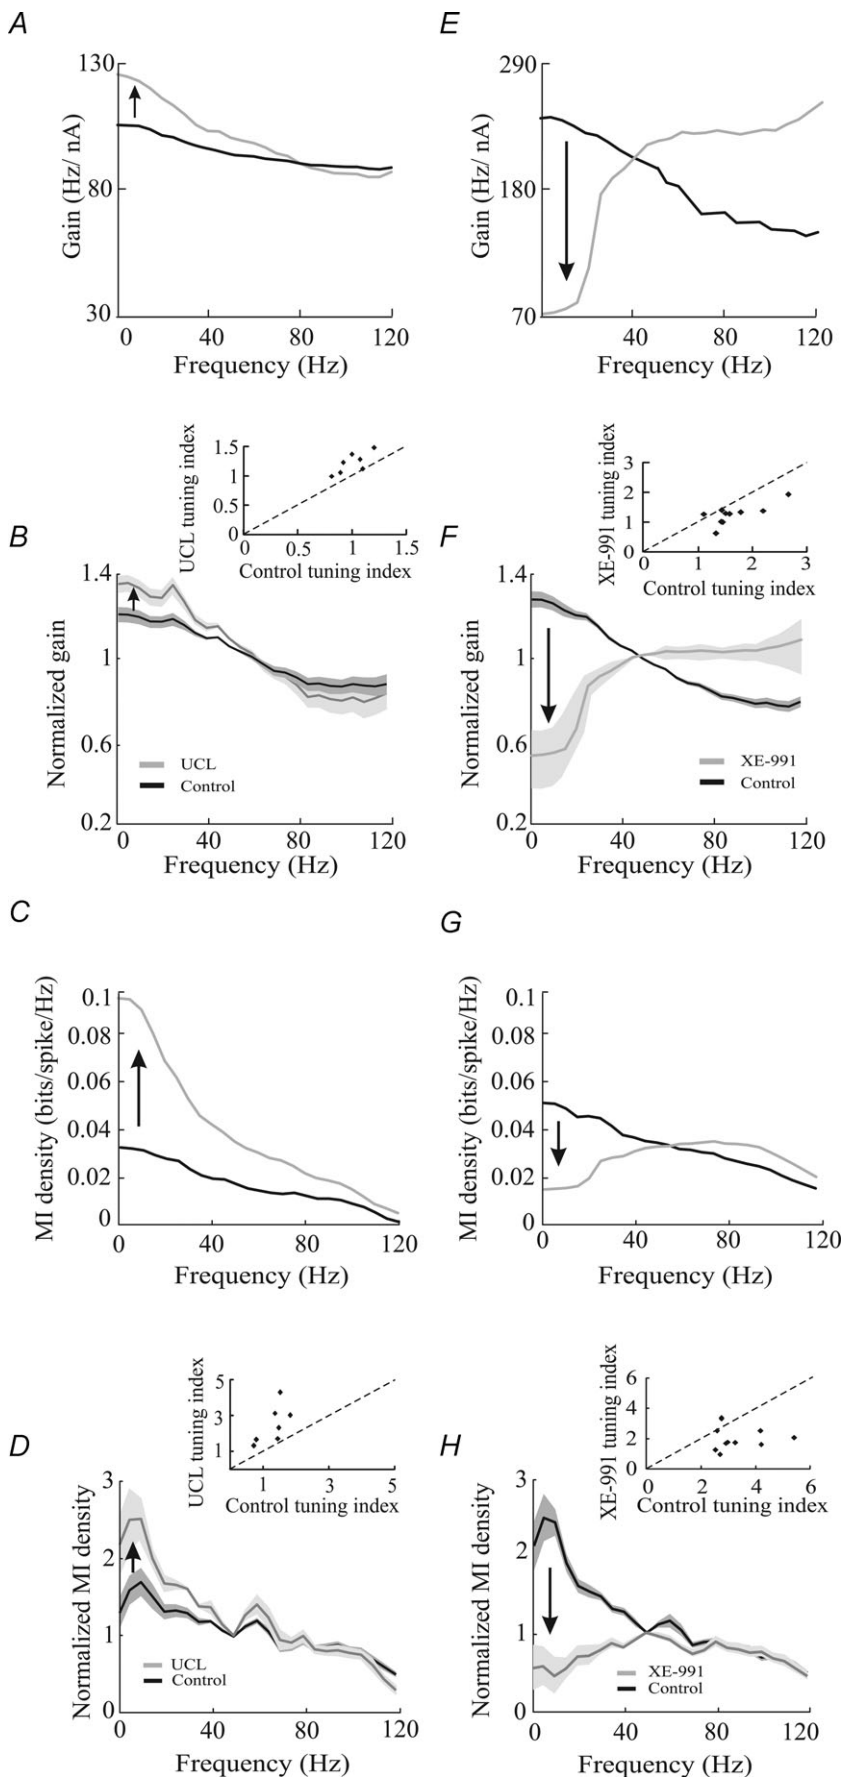 A
130
80
30
Gain (Hz/ nA)
0 40 80 120
Frequency (Hz)
E
290
180
70
Gain (Hz/ nA)
0 40 80 120
Frequency (Hz)
B
1.5
1
0.5
0
UCL tuning index
0 0.5 1 1.5
Control tuning index
1.4
1
0.6
0.2
Normalized gain
UCL
Control
0 40 80 120
Frequency (Hz)
F
3
2
1
0
XE-991 tuning index
0 1 2 3
Control tuning index
1.4
1
0.6
0.2
Normalized gain
XE-991
Control
0 40 80 120
Frequency (Hz)
C
0.1
0.08
0.06
0.04
0.02
0
MI density (bits/spike/Hz)
0 40 80 120
Frequency (Hz)
G
0.1
0.08
0.06
0.04
0.02
0
MI density (bits/spike/Hz)
0 40 80 120
Frequency (Hz)
D
5
3
1
UCL tuning index
1 3 5
Control tuning index
3
2
1
0
Normalized MI density
UCL
Control
0 40 80 120
Frequency (Hz)
H
6
4
2
0
XE-991 tuning index
0 2 4 6
Control tuning index
3
2
1
0
Normalized MI density
XE-991
Control
0 40 80 120
Frequency (Hz)